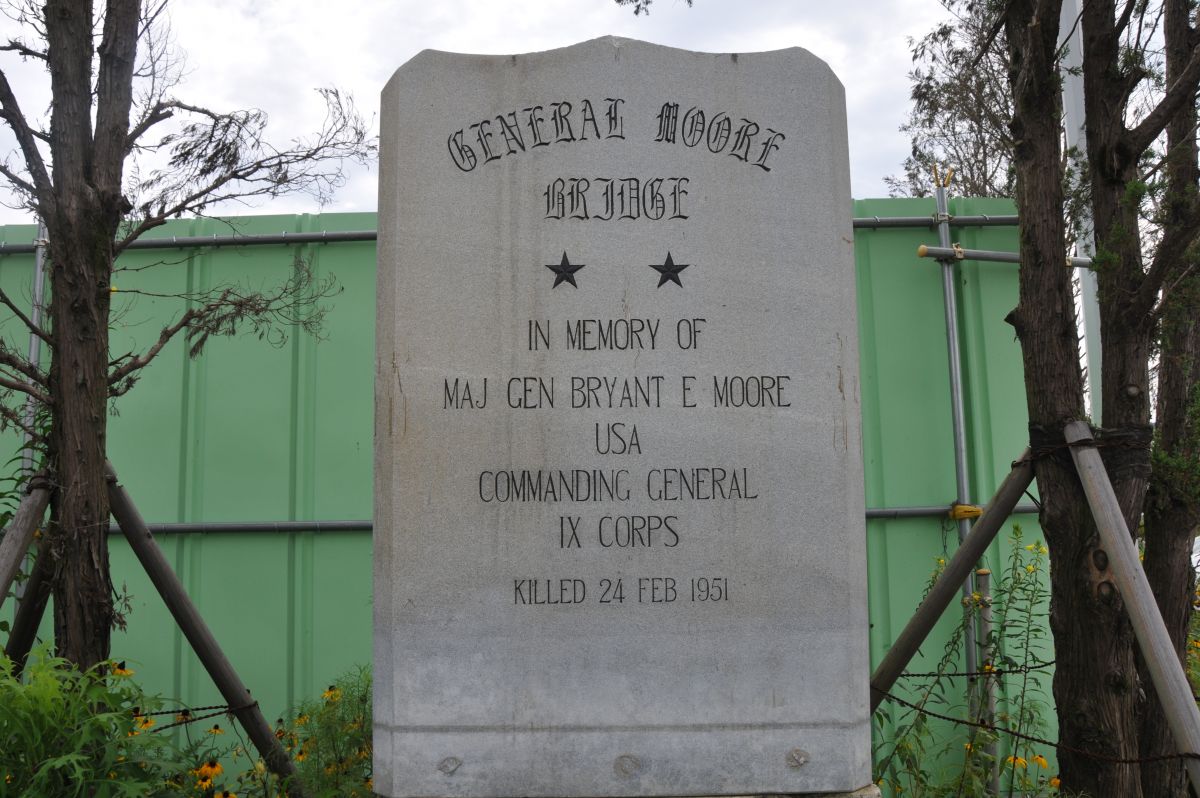 GENERAL MOORE
BRIDGE
IN MEMORY OF
MAJ GEN BRYANT E MOORE
USA
COMMANDING GENERAL
IX CORPS
KILLED 24 FEB 1951